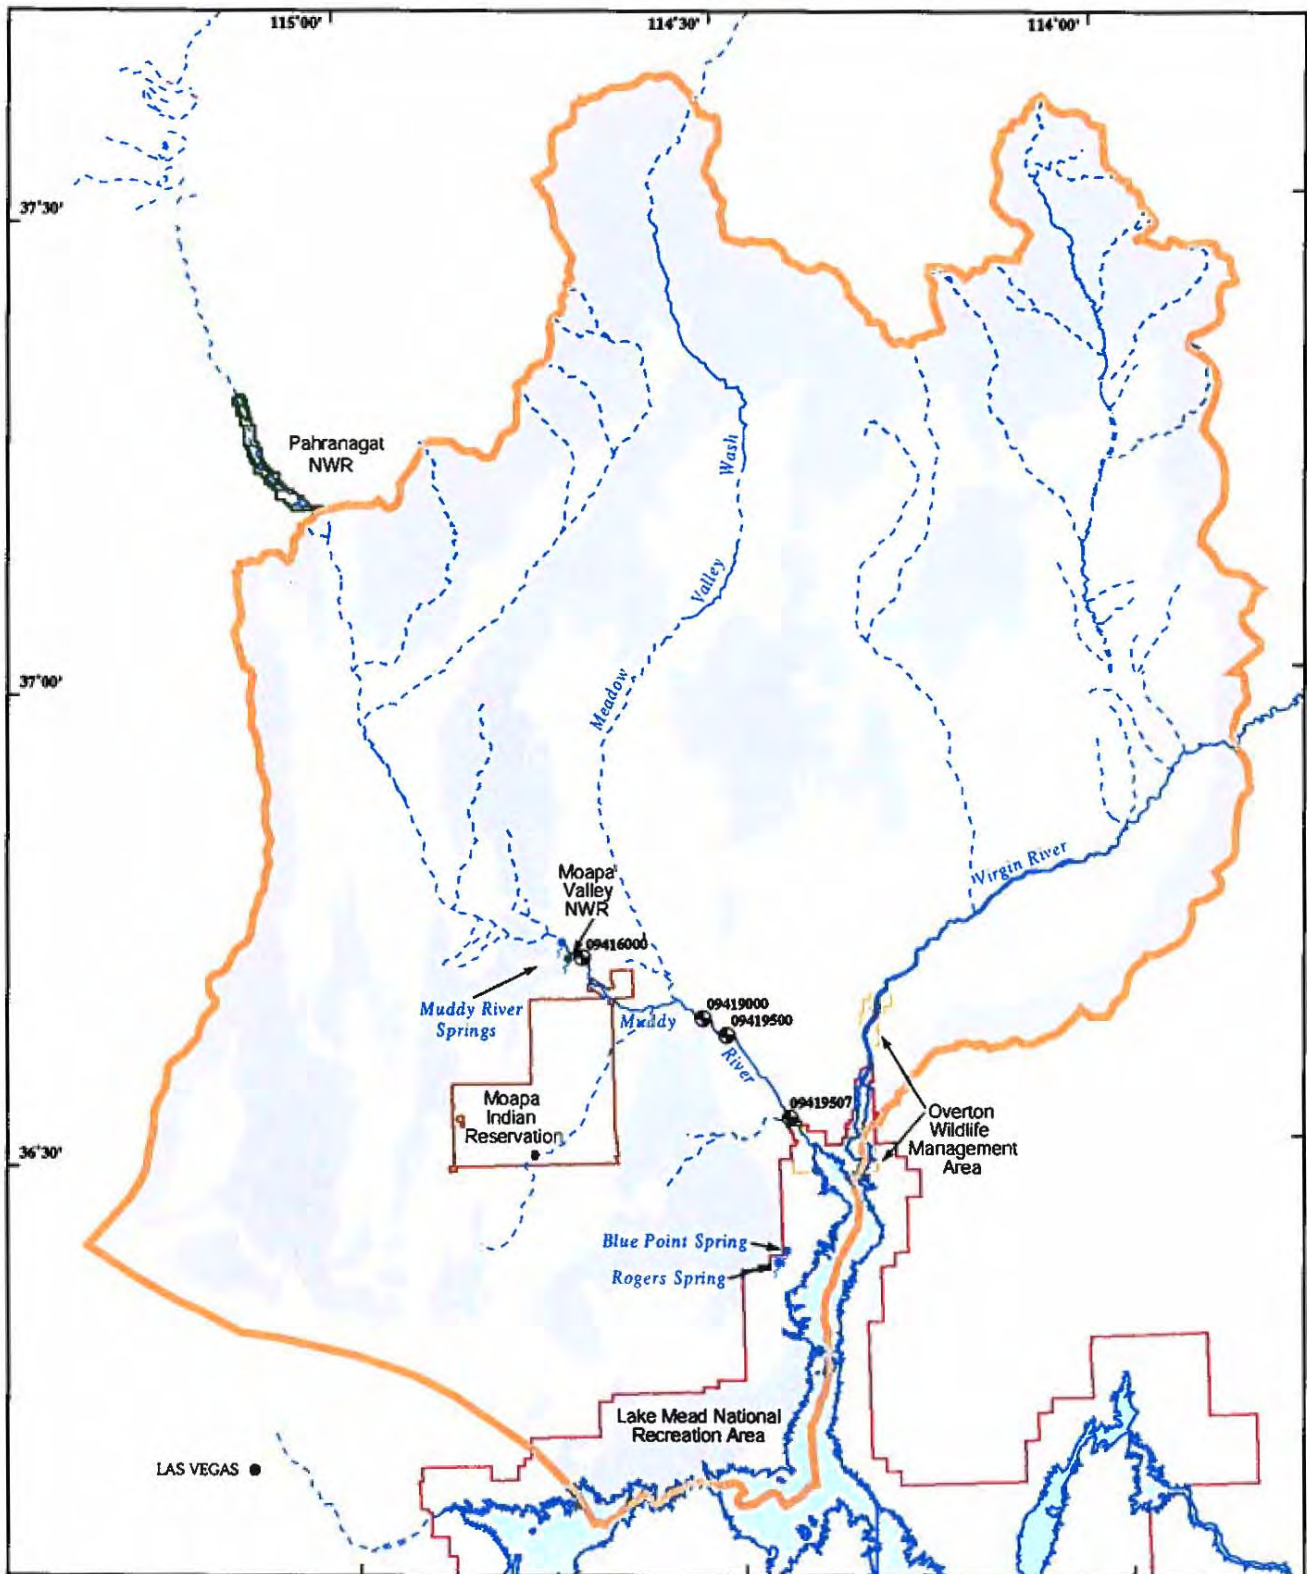 115°00'
114°30'
114°00'
37°30'
Pahranagat
NWR
Wash
Valley
Meadow
37°00'
Virgin River
Moapa
Valley
NWR
09416000
Muddy River
Springs
Muddy
River
09419000
09419500
09419507
Moapa
Indian
Reservation
Overton
Wildlife
Management
Area
36°30'
Blue Point Spring
Rogers Spring
Lake Mead National
Recreation Area
LAS VEGAS